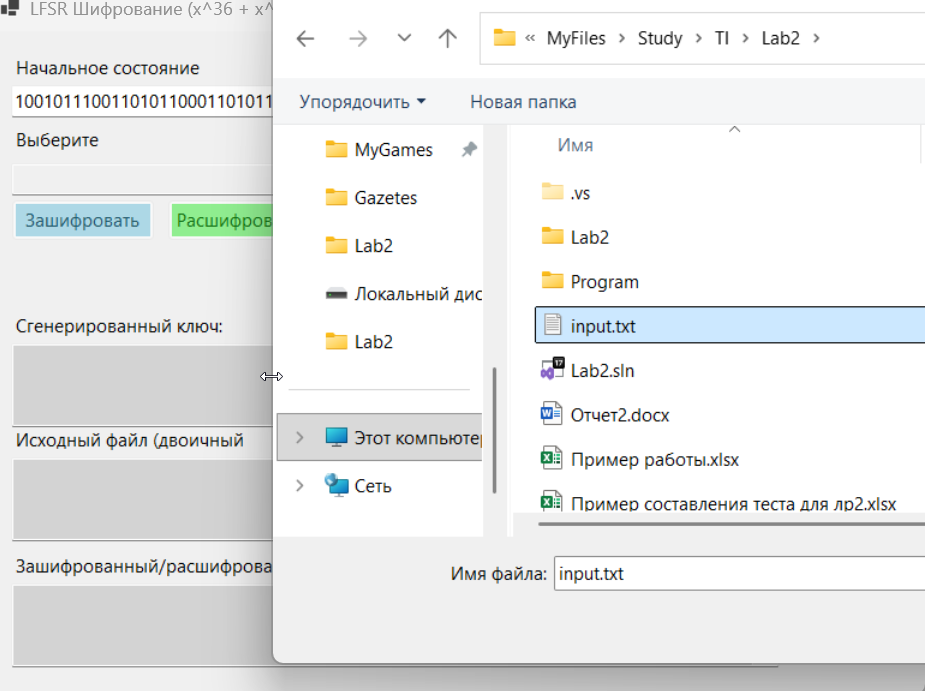 LFSR Шифрование (x^36 + x^
Начальное состояние
100101110011010110001101011
Выберите
Зашифровать
Расшифров
Сгенерированный ключ:
Исходный файл (двоичный
Зашифрованный/расшифрова
« MyFiles > Study > TI > Lab2 >
Упорядочить
Новая папка
MyGames
Gazetes
Lab2
Локальный дис
Lab2
Этот компьютер
Сеть
Имя
.vs
Lab2
Program
input.txt
Lab2.sln
Отчет2.docx
Пример работы.xlsx
Пример составления теста для лр2.xlsx
Имя файла:
input.txt